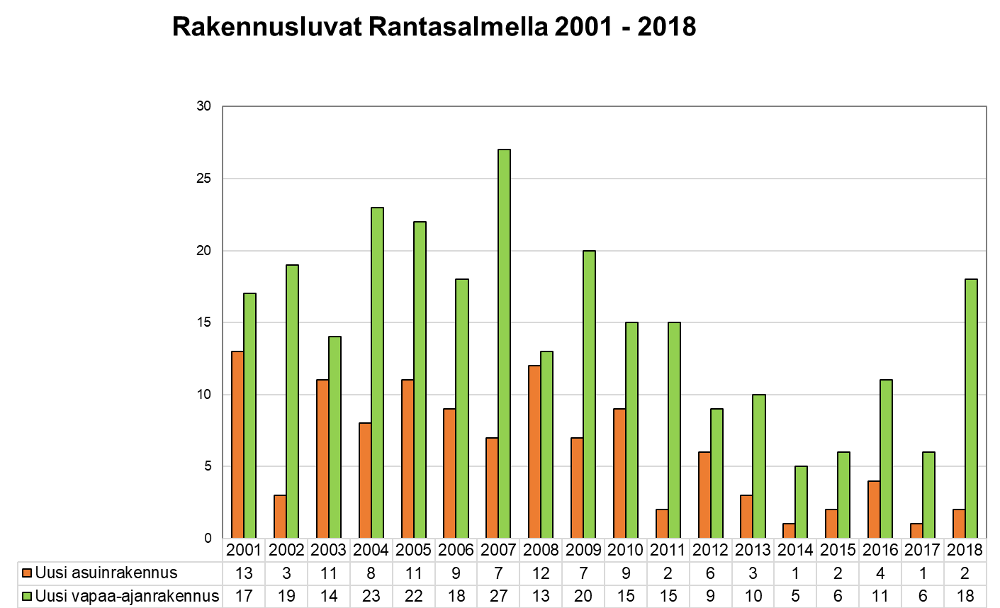 Rakennusluvat Rantasalmella 2001 - 2018
30
25
20
15
10
5
0
2001 2002 2003 2004 2005 2006 2007 2008 2009 2010 2011 2012 2013 2014 2015 2016 2017 2018
Uusi asuinrakennus 13 3 11 8 11 9 7 12 7 9 2 6 3 1 2 4 1 2
Uusi vapaa-ajanrakennus 17 19 14 23 22 18 27 13 20 15 15 9 10 5 6 11 6 18